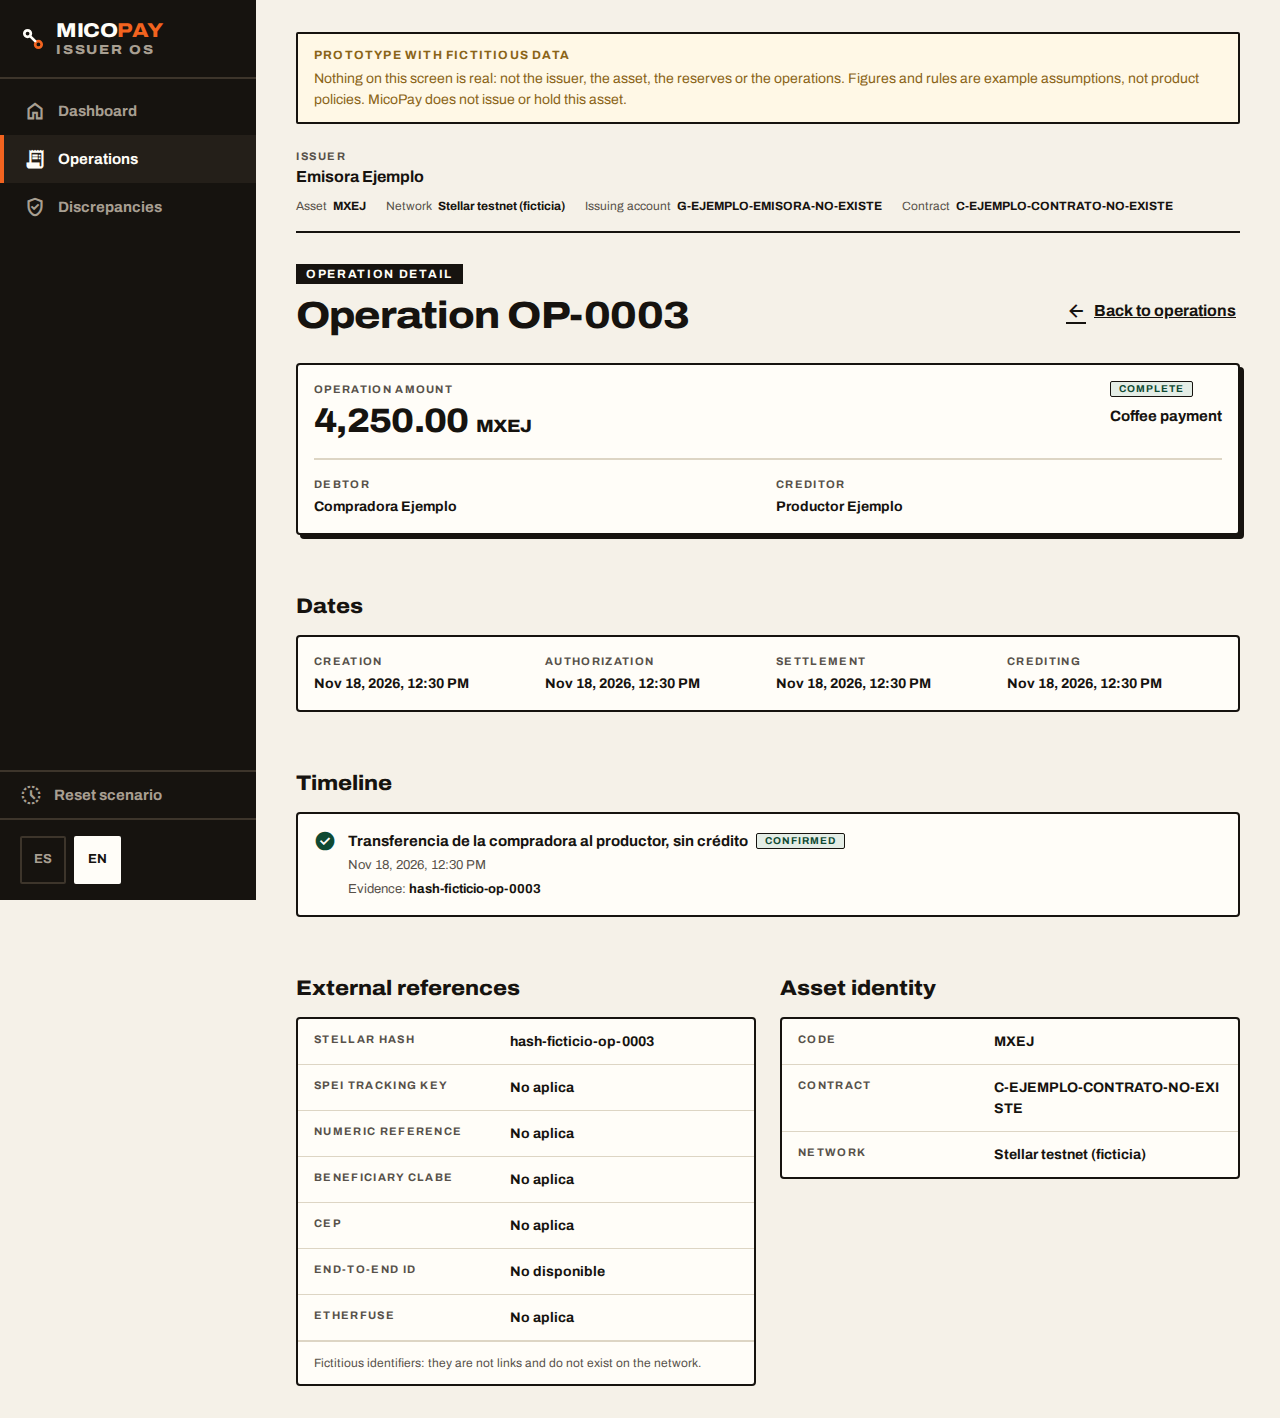 MICOPAY
ISSUER OS
Dashboard
Operations
Discrepancies
Reset scenario
ES
EN
PROTOTYPE WITH FICTITIOUS DATA
Nothing on this screen is real: not the issuer, the asset, the reserves or the operations. Figures and rules are example assumptions, not product
policies. MicoPay does not issue or hold this asset.
ISSUER
Emisora Ejemplo
Asset MXEJ Network Stellar testnet (ficticia) Issuing account G-EJEMPLO-EMISORA-NO-EXISTE Contract C-EJEMPLO-CONTRATO-NO-EXISTE
OPERATION DETAIL
Operation OP-0003
Back to operations
OPERATION AMOUNT
4,250.00 MXEJ
COMPLETE
Coffee payment
DEBTOR
Compradora Ejemplo
CREDITOR
Productor Ejemplo
Dates
CREATION
Nov 18, 2026, 12:30 PM
AUTHORIZATION
Nov 18, 2026, 12:30 PM
SETTLEMENT
Nov 18, 2026, 12:30 PM
CREDITING
Nov 18, 2026, 12:30 PM
Timeline
Transferencia de la compradora al productor, sin crédito CONFIRMED
Nov 18, 2026, 12:30 PM
Evidence: hash-ficticio-op-0003
External references
STELLAR HASH hash-ficticio-op-0003
SPEI TRACKING KEY No aplica
NUMERIC REFERENCE No aplica
BENEFICIARY CLABE No aplica
CEP No aplica
END-TO-END ID No disponible
ETHERFUSE No aplica
Fictitious identifiers: they are not links and do not exist on the network.
Asset identity
CODE MXEJ
CONTRACT C-EJEMPLO-CONTRATO-NO-EXI
STE
NETWORK Stellar testnet (ficticia)